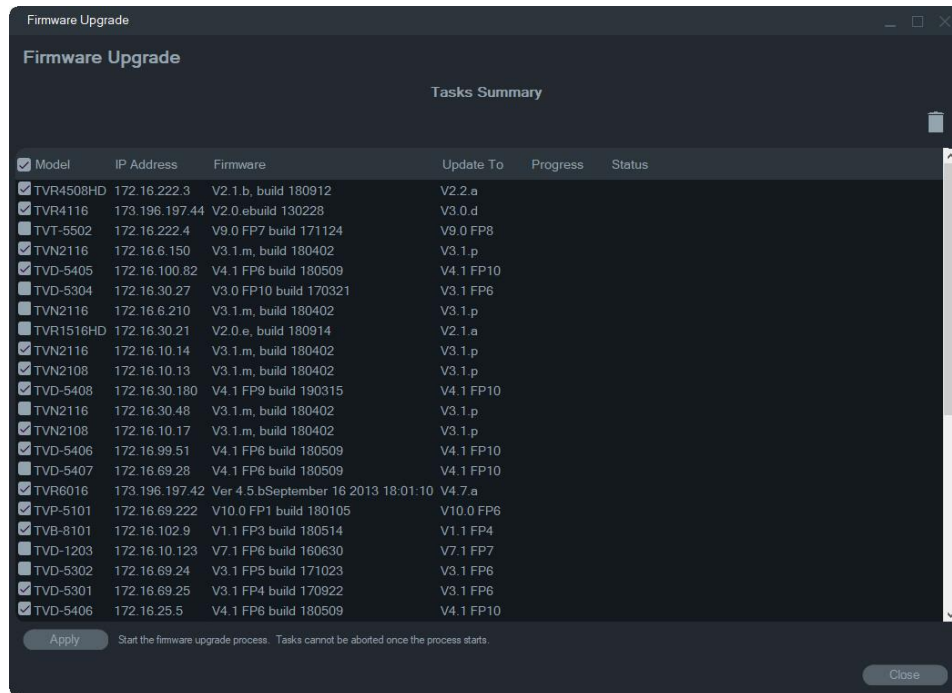 Firmware Upgrade
Firmware Upgrade
Tasks Summary
Model IP Address Firmware Update To Progress Status
TVR4508HD 172.16.222.3 V2.1.b, build 180912 V2.2.a
TVR4116 173.196.197.44 V2.0.ebuild 130228 V3.0.d
TVT-5502 172.16.222.4 V9.0 FP7 build 171124 V9.0 FP8
TVN2116 172.16.6.150 V3.1.m, build 180402 V3.1.p
TVD-5405 172.16.100.82 V4.1 FP6 build 180509 V4.1 FP10
TVD-5304 172.16.30.27 V3.0 FP10 build 170321 V3.1 FP6
TVN2116 172.16.6.210 V3.1.m, build 180402 V3.1.p
TVR1516HD 172.16.30.21 V2.0.e, build 180914 V2.1.a
TVN2116 172.16.10.14 V3.1.m, build 180402 V3.1.p
TVN2108 172.16.10.13 V3.1.m, build 180402 V3.1.p
TVD-5408 172.16.30.180 V4.1 FP9 build 190315 V4.1 FP10
TVN2116 172.16.30.48 V3.1.m, build 180402 V3.1.p
TVN2108 172.16.10.17 V3.1.m, build 180402 V3.1.p
TVD-5406 172.16.99.51 V4.1 FP6 build 180509 V4.1 FP10
TVD-5407 172.16.69.28 V4.1 FP6 build 180509 V4.1 FP10
TVR6016 173.196.197.42 Ver 4.5.bSeptember 16 2013 18:01:10 V4.7.a
TVP-5101 172.16.69.222 V10.0 FP1 build 180105 V10.0 FP6
TVB-8101 172.16.102.9 V1.1 FP3 build 180514 V1.1 FP4
TVD-1203 172.16.10.123 V7.1 FP6 build 160630 V7.1 FP7
TVD-5302 172.16.69.24 V3.1 FP5 build 171023 V3.1 FP6
TVD-5301 172.16.69.25 V3.1 FP4 build 170922 V3.1 FP6
TVD-5406 172.16.25.5 V4.1 FP6 build 180509 V4.1 FP10
Apply Start the firmware upgrade process. Tasks cannot be aborted once the process starts.
Close